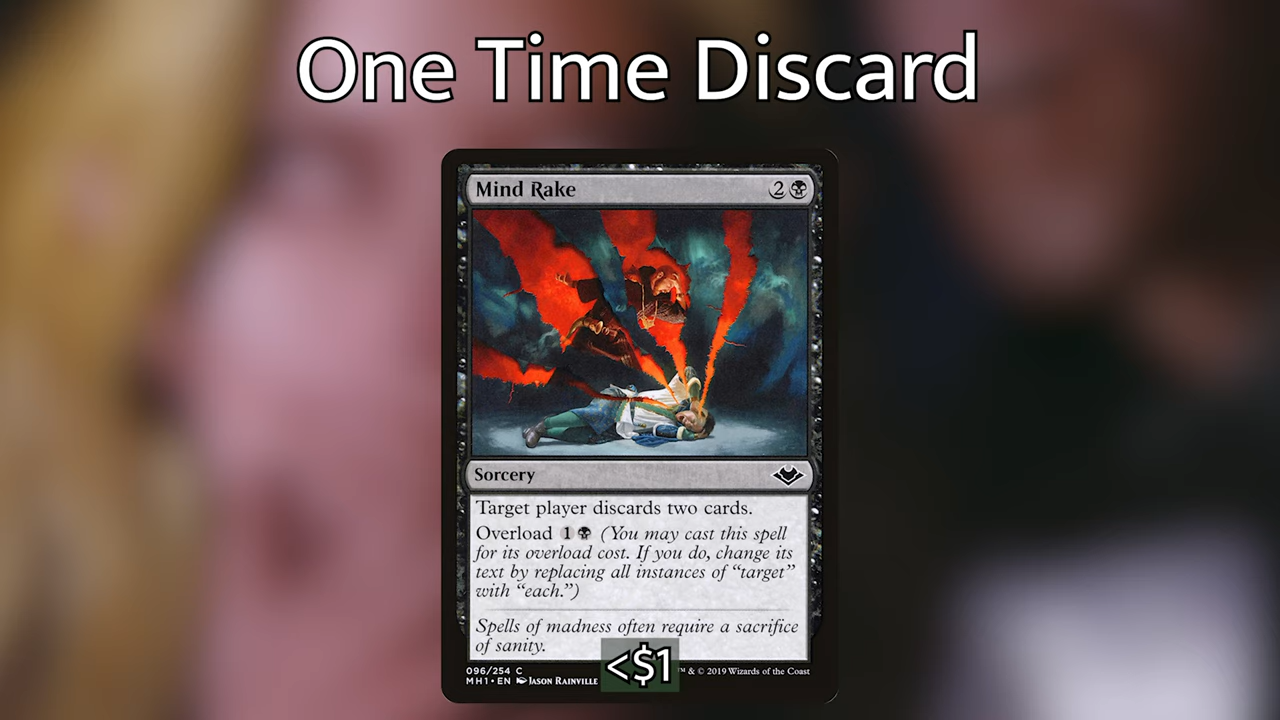 One Time Discard
Mind Rake 2
Sorcery
Target player discards two cards.
Overload 1 (You may cast this spell
for its overload cost. If you do, change its
text by replacing all instances of “target”
with “each.”)
Spells of madness often require a sacrifice
of sanity.
096/254 C
MH1 • EN JASON RAINVILLE
<$1
™ & © 2019 Wizards of the Coast